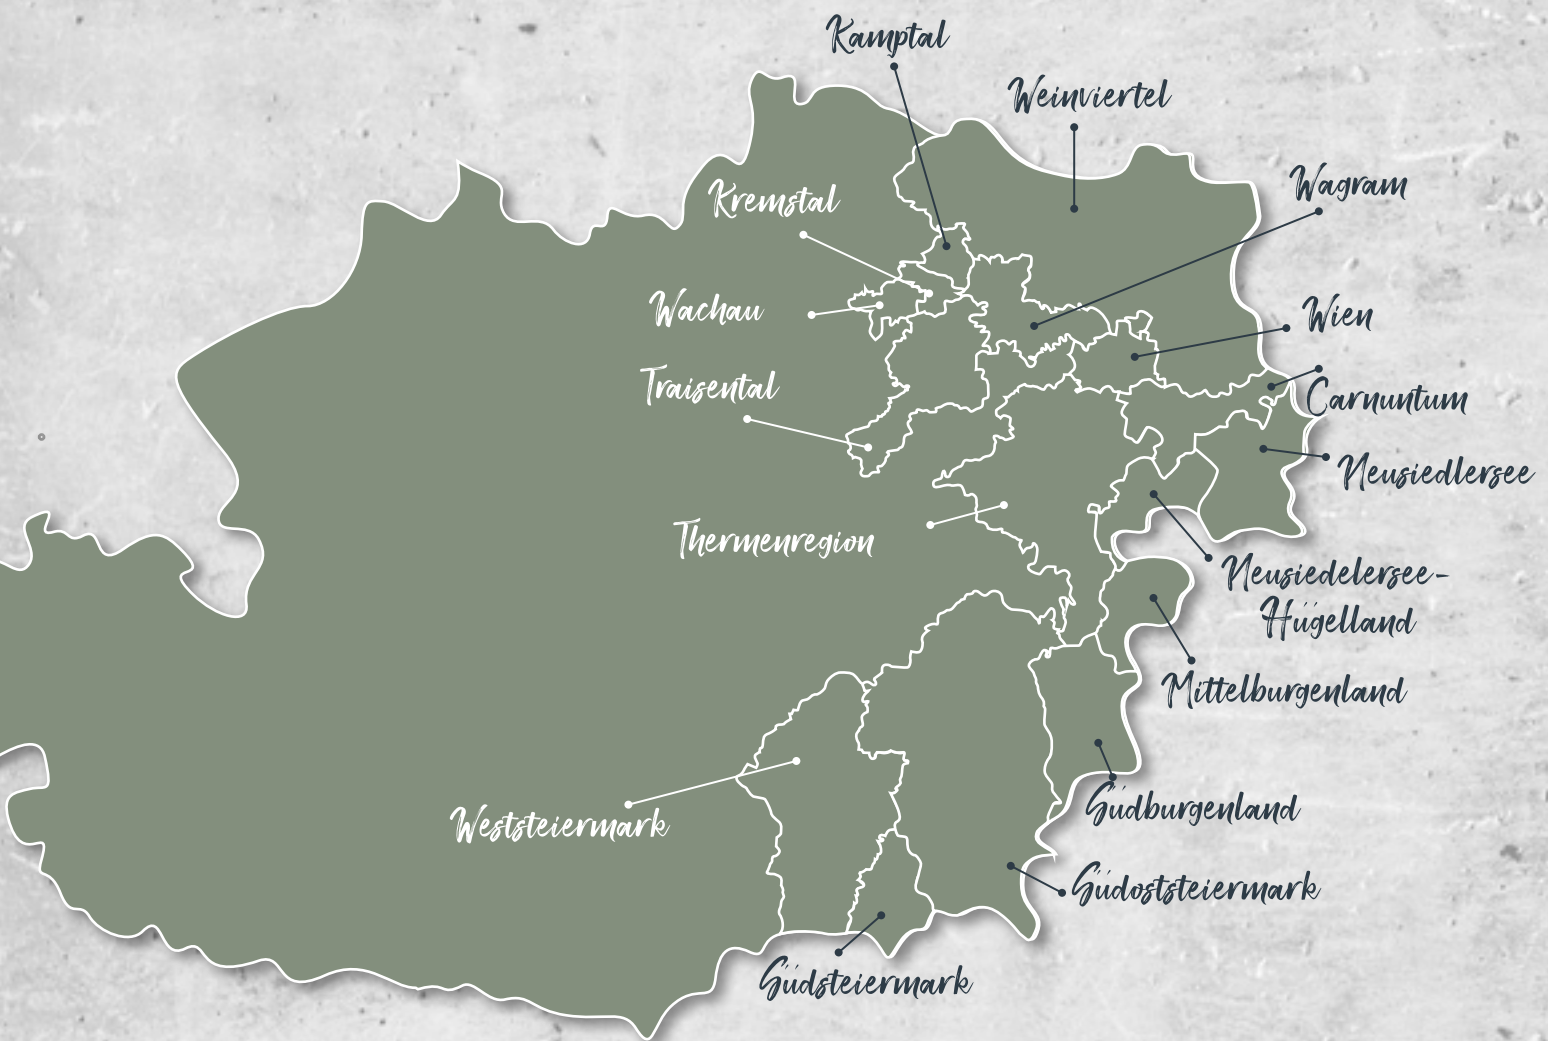 Kamptal
Weinviertel
Wagram
Kremstal
Wachau
Wien
Traisental
Carnuntum
Neusiedlersee
Thermenregion
Neusiedelersee-
Hügelland
Mittelburgenland
Südburgenland
Weststeiermark
Südoststeiermark
Südsteiermark